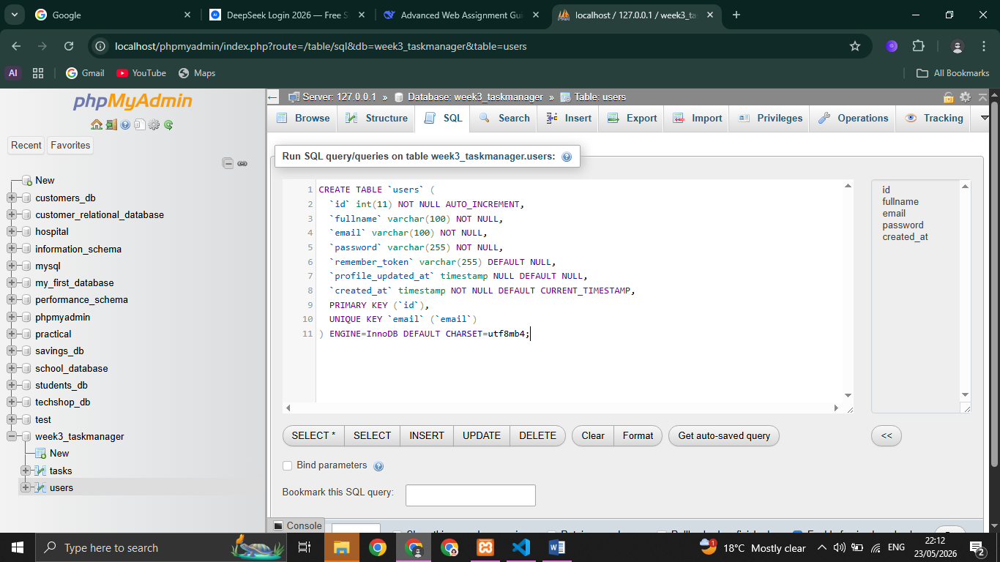 Google
DeepSeek Login 2026 — Free S
Advanced Web Assignment Gui
localhost / 127.0.0.1 / week3_ta
localhost/phpmyadmin/index.php?route=/table/sql&db=week3_taskmanager&table=users
AI
Gmail
YouTube
Maps
All Bookmarks
phpMyAdmin
Recent
Favorites
New
customers_db
customer_relational_database
hospital
information_schema
mysql
my_first_database
performance_schema
phpmyadmin
practical
savings_db
school_database
students_db
techshop_db
test
week3_taskmanager
New
tasks
users
Server: 127.0.0.1 » Database: week3_taskmanager » Table: users
Browse
Structure
SQL
Search
Insert
Export
Import
Privileges
Operations
Tracking
Run SQL query/queries on table week3_taskmanager.users:
1 CREATE TABLE `users` (
2 `id` int(11) NOT NULL AUTO_INCREMENT,
3 `fullname` varchar(100) NOT NULL,
4 `email` varchar(100) NOT NULL,
5 `password` varchar(255) NOT NULL,
6 `remember_token` varchar(255) DEFAULT NULL,
7 `profile_updated_at` timestamp NULL DEFAULT NULL,
8 `created_at` timestamp NOT NULL DEFAULT CURRENT_TIMESTAMP,
9 PRIMARY KEY (`id`),
10 UNIQUE KEY `email` (`email`)
11 ) ENGINE=InnoDB DEFAULT CHARSET=utf8mb4;
id
fullname
email
password
created_at
SELECT *
SELECT
INSERT
UPDATE
DELETE
Clear
Format
Get auto-saved query
<<
Bind parameters
Bookmark this SQL query:
Console
Type here to search
18°C Mostly clear
ENG
22:12
23/05/2026
2